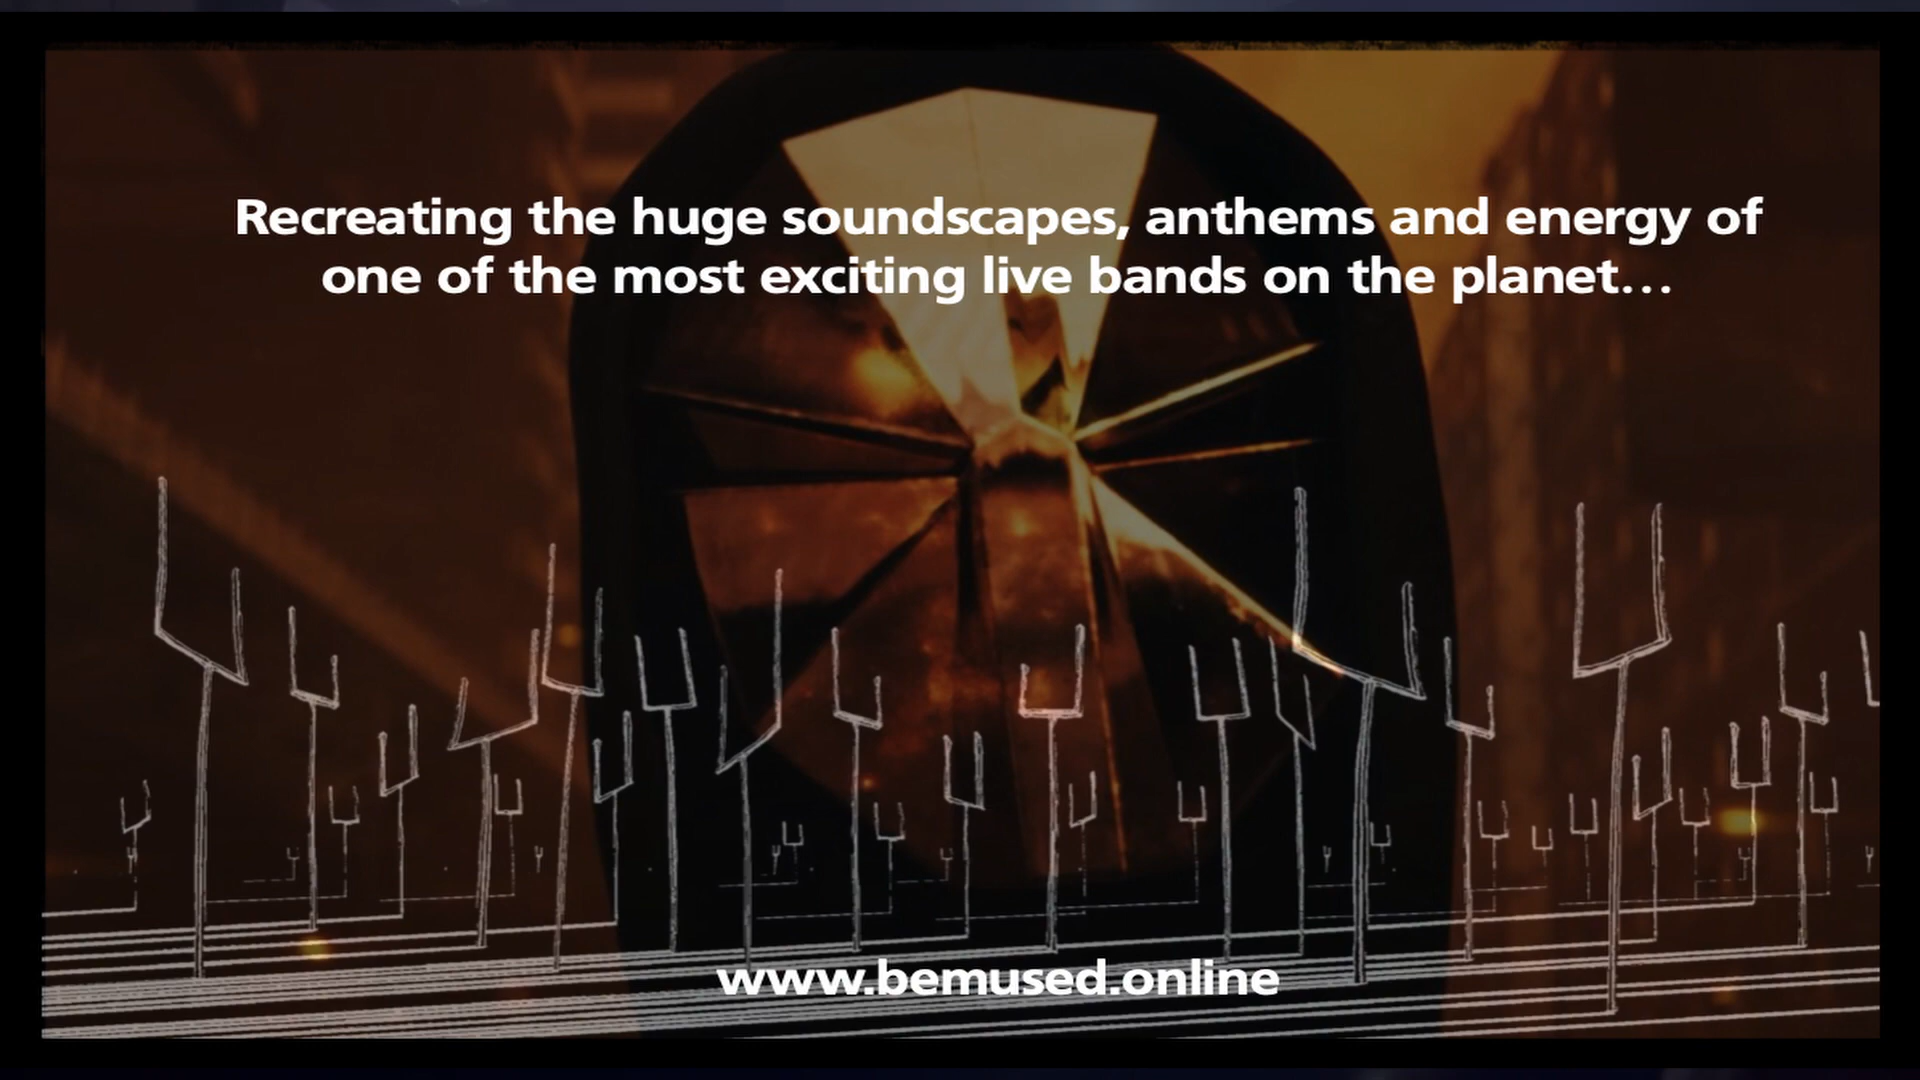 Recreating the huge soundscapes, anthems and energy of
one of the most exciting live bands on the planet…
www.bemused.online